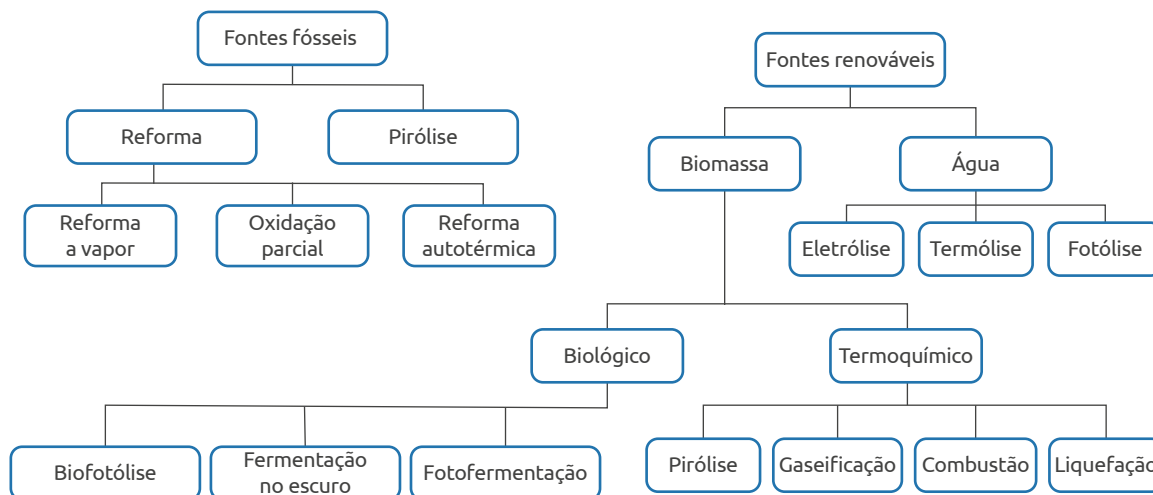 Fontes fósseis
Reforma
Pirólise
Reforma
a vapor
Oxidação
parcial
Reforma
autotérmica
Fontes renováveis
Biomassa
Água
Eletrólise
Termólise
Fotólise
Biológico
Termoquímico
Biofotólise
Fermentação
no escuro
Fotofermentação
Pirólise
Gaseificação
Combustão
Liquefação